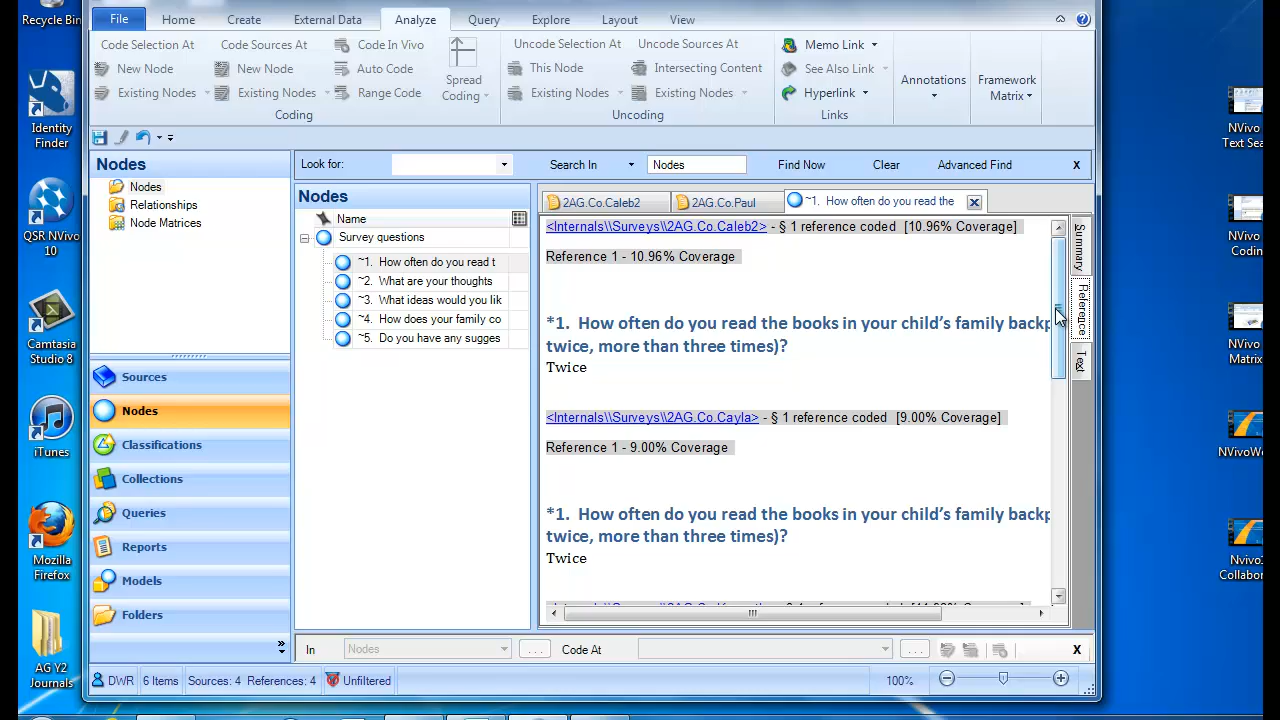 Recycle Bin
File Home Create External Data Analyze Query Explore Layout View
Code Selection At Code Sources At Code In Vivo Uncode Selection At Uncode Sources At Memo Link
New Node New Node Auto Code Spread Coding This Node Intersecting Content See Also Link Annotations Framework Matrix
Existing Nodes Existing Nodes Range Code Existing Nodes Existing Nodes Hyperlink
Coding Uncoding Links
Identity Finder
QSR NVivo 10
Camtasia Studio 8
iTunes
Mozilla Firefox
AG Y2 Journals
Nodes
Nodes
Relationships
Node Matrices
Sources
Nodes
Classifications
Collections
Queries
Reports
Models
Folders
Look for: Search In Nodes Find Now Clear Advanced Find X
Nodes
Name
Survey questions
~1. How often do you read t
~2. What are your thoughts
~3. What ideas would you lik
~4. How does your family co
~5. Do you have any sugges
2AG.Co.Caleb2 2AG.Co.Paul ~1. How often do you read the
<Internals\\Surveys\\2AG.Co.Caleb2> - § 1 reference coded [10.96% Coverage]
Reference 1 - 10.96% Coverage
*1. How often do you read the books in your child's family backp
twice, more than three times)?
Twice
<Internals\\Surveys\\2AG.Co.Cayla> - § 1 reference coded [9.00% Coverage]
Reference 1 - 9.00% Coverage
*1. How often do you read the books in your child's family backp
twice, more than three times)?
Twice
Summary
Reference
Text
In Nodes ... Code At ... X
DWR 6 Items Sources: 4 References: 4 Unfiltered 100%
NVivo
Text Sea
NVivo
Codin
NVivo
Matrix
NVivoW
Collabor